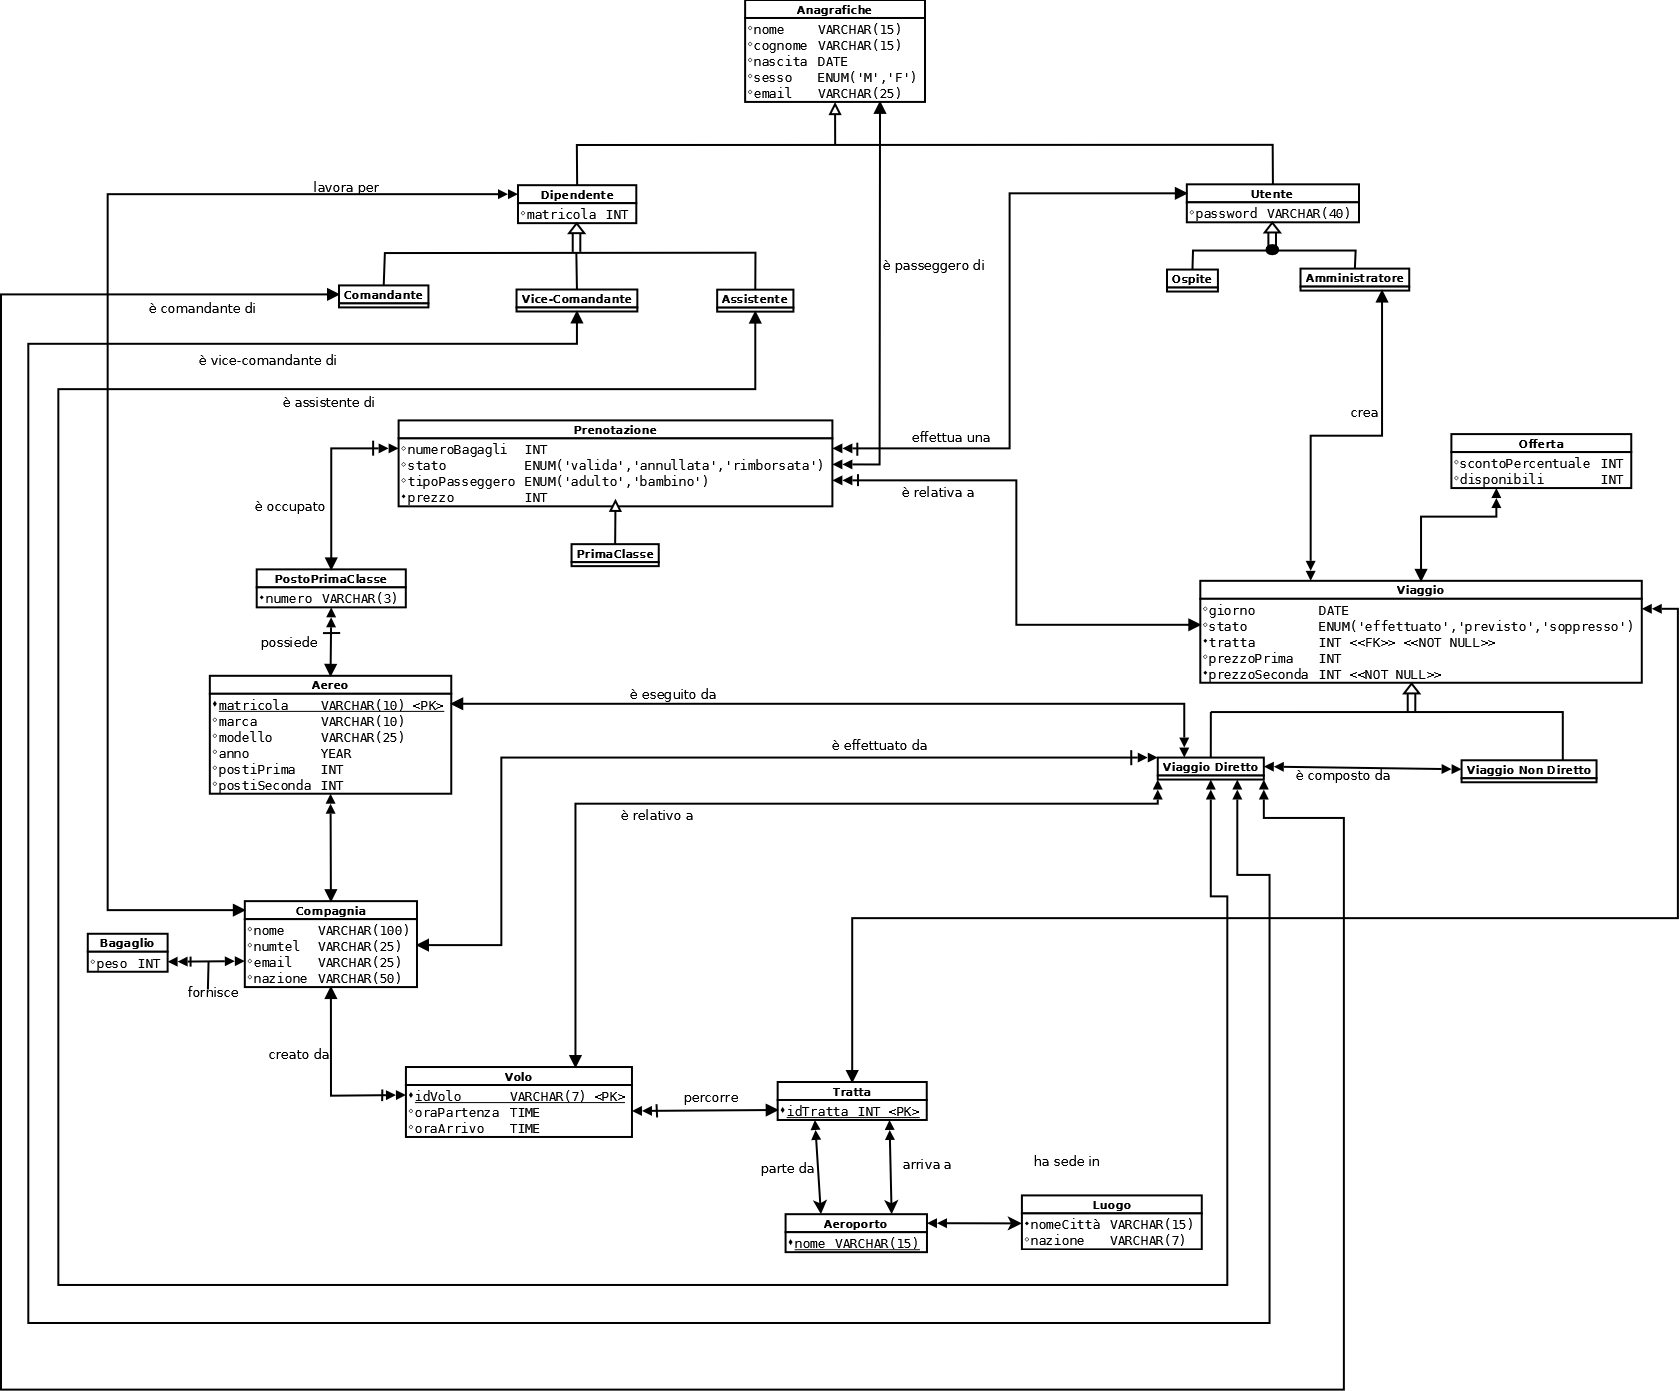 Anagrafiche
nome VARCHAR(15)
cognome VARCHAR(15)
nascita DATE
sesso ENUM('M','F')
email VARCHAR(25)
lavora per
Dipendente
matricola INT
Utente
password VARCHAR(40)
è passeggero di
Ospite
Amministratore
Comandante
Vice-Comandante
Assistente
è comandante di
è vice-comandante di
è assistente di
crea
Prenotazione
numeroBagagli INT
stato ENUM('valida','annullata','rimborsata')
tipoPasseggero ENUM('adulto','bambino')
prezzo INT
effettua una
è relativa a
Offerta
scontoPercentuale INT
disponibili INT
è occupato
PrimaClasse
PostoPrimaClasse
numero VARCHAR(3)
possiede
Viaggio
giorno DATE
stato ENUM('effettuato','previsto','soppresso')
tratta INT <<FK>> <<NOT NULL>>
prezzoPrima INT
prezzoSeconda INT <<NOT NULL>>
Aereo
matricola VARCHAR(10) <PK>
marca VARCHAR(10)
modello VARCHAR(25)
anno YEAR
postiPrima INT
postiSeconda INT
è eseguito da
è effettuato da
Viaggio Diretto
è composto da
Viaggio Non Diretto
è relativo a
Compagnia
nome VARCHAR(100)
numtel VARCHAR(25)
email VARCHAR(25)
nazione VARCHAR(50)
Bagaglio
peso INT
fornisce
creato da
Volo
idVolo VARCHAR(7) <PK>
oraPartenza TIME
oraArrivo TIME
percorre
Tratta
idTratta INT <PK>
parte da
arriva a
ha sede in
Aeroporto
nome VARCHAR(15)
Luogo
nomeCittà VARCHAR(15)
nazione VARCHAR(7)